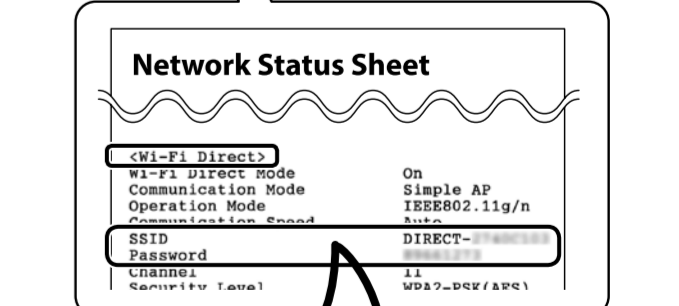 Network Status Sheet
<Wi-Fi Direct>
Wi-Fi Direct Mode On
Communication Mode Simple AP
Operation Mode IEEE802.11g/n
Communication Speed Auto
SSID DIRECT-
Password
Channel 11
Security Level WPA2-PSK(AES)